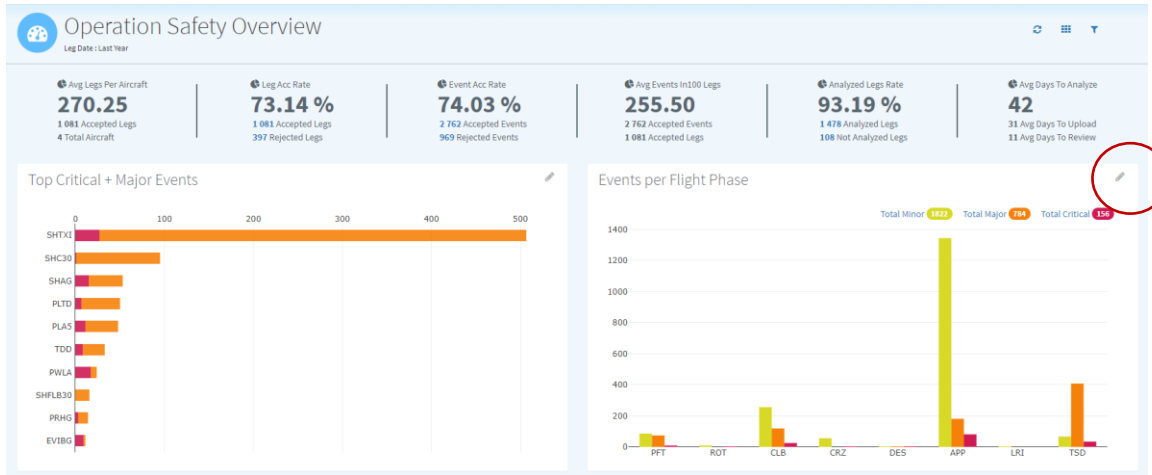 Operation Safety Overview
Leg Date : Last Year
Avg Legs Per Aircraft
270.25
1 081 Accepted Legs
4 Total Aircraft
Leg Acc Rate
73.14 %
1 081 Accepted Legs
397 Rejected Legs
Event Acc Rate
74.03 %
2 762 Accepted Events
969 Rejected Events
Avg Events In100 Legs
255.50
2 762 Accepted Events
1 081 Accepted Legs
Analyzed Legs Rate
93.19 %
1 478 Analyzed Legs
108 Not Analyzed Legs
Avg Days To Analyze
42
31 Avg Days To Upload
11 Avg Days To Review
Top Critical + Major Events
0 100 200 300 400 500
SHTXI
SHC30
SHAG
PLTD
PLAS
TDD
PWLA
SHFLB30
PRHG
EVIBG
Events per Flight Phase
Total Minor 1822 Total Major 784 Total Critical 156
1400
1200
1000
800
600
400
200
0
PFT ROT CLB CRZ DES APP LRI TSD